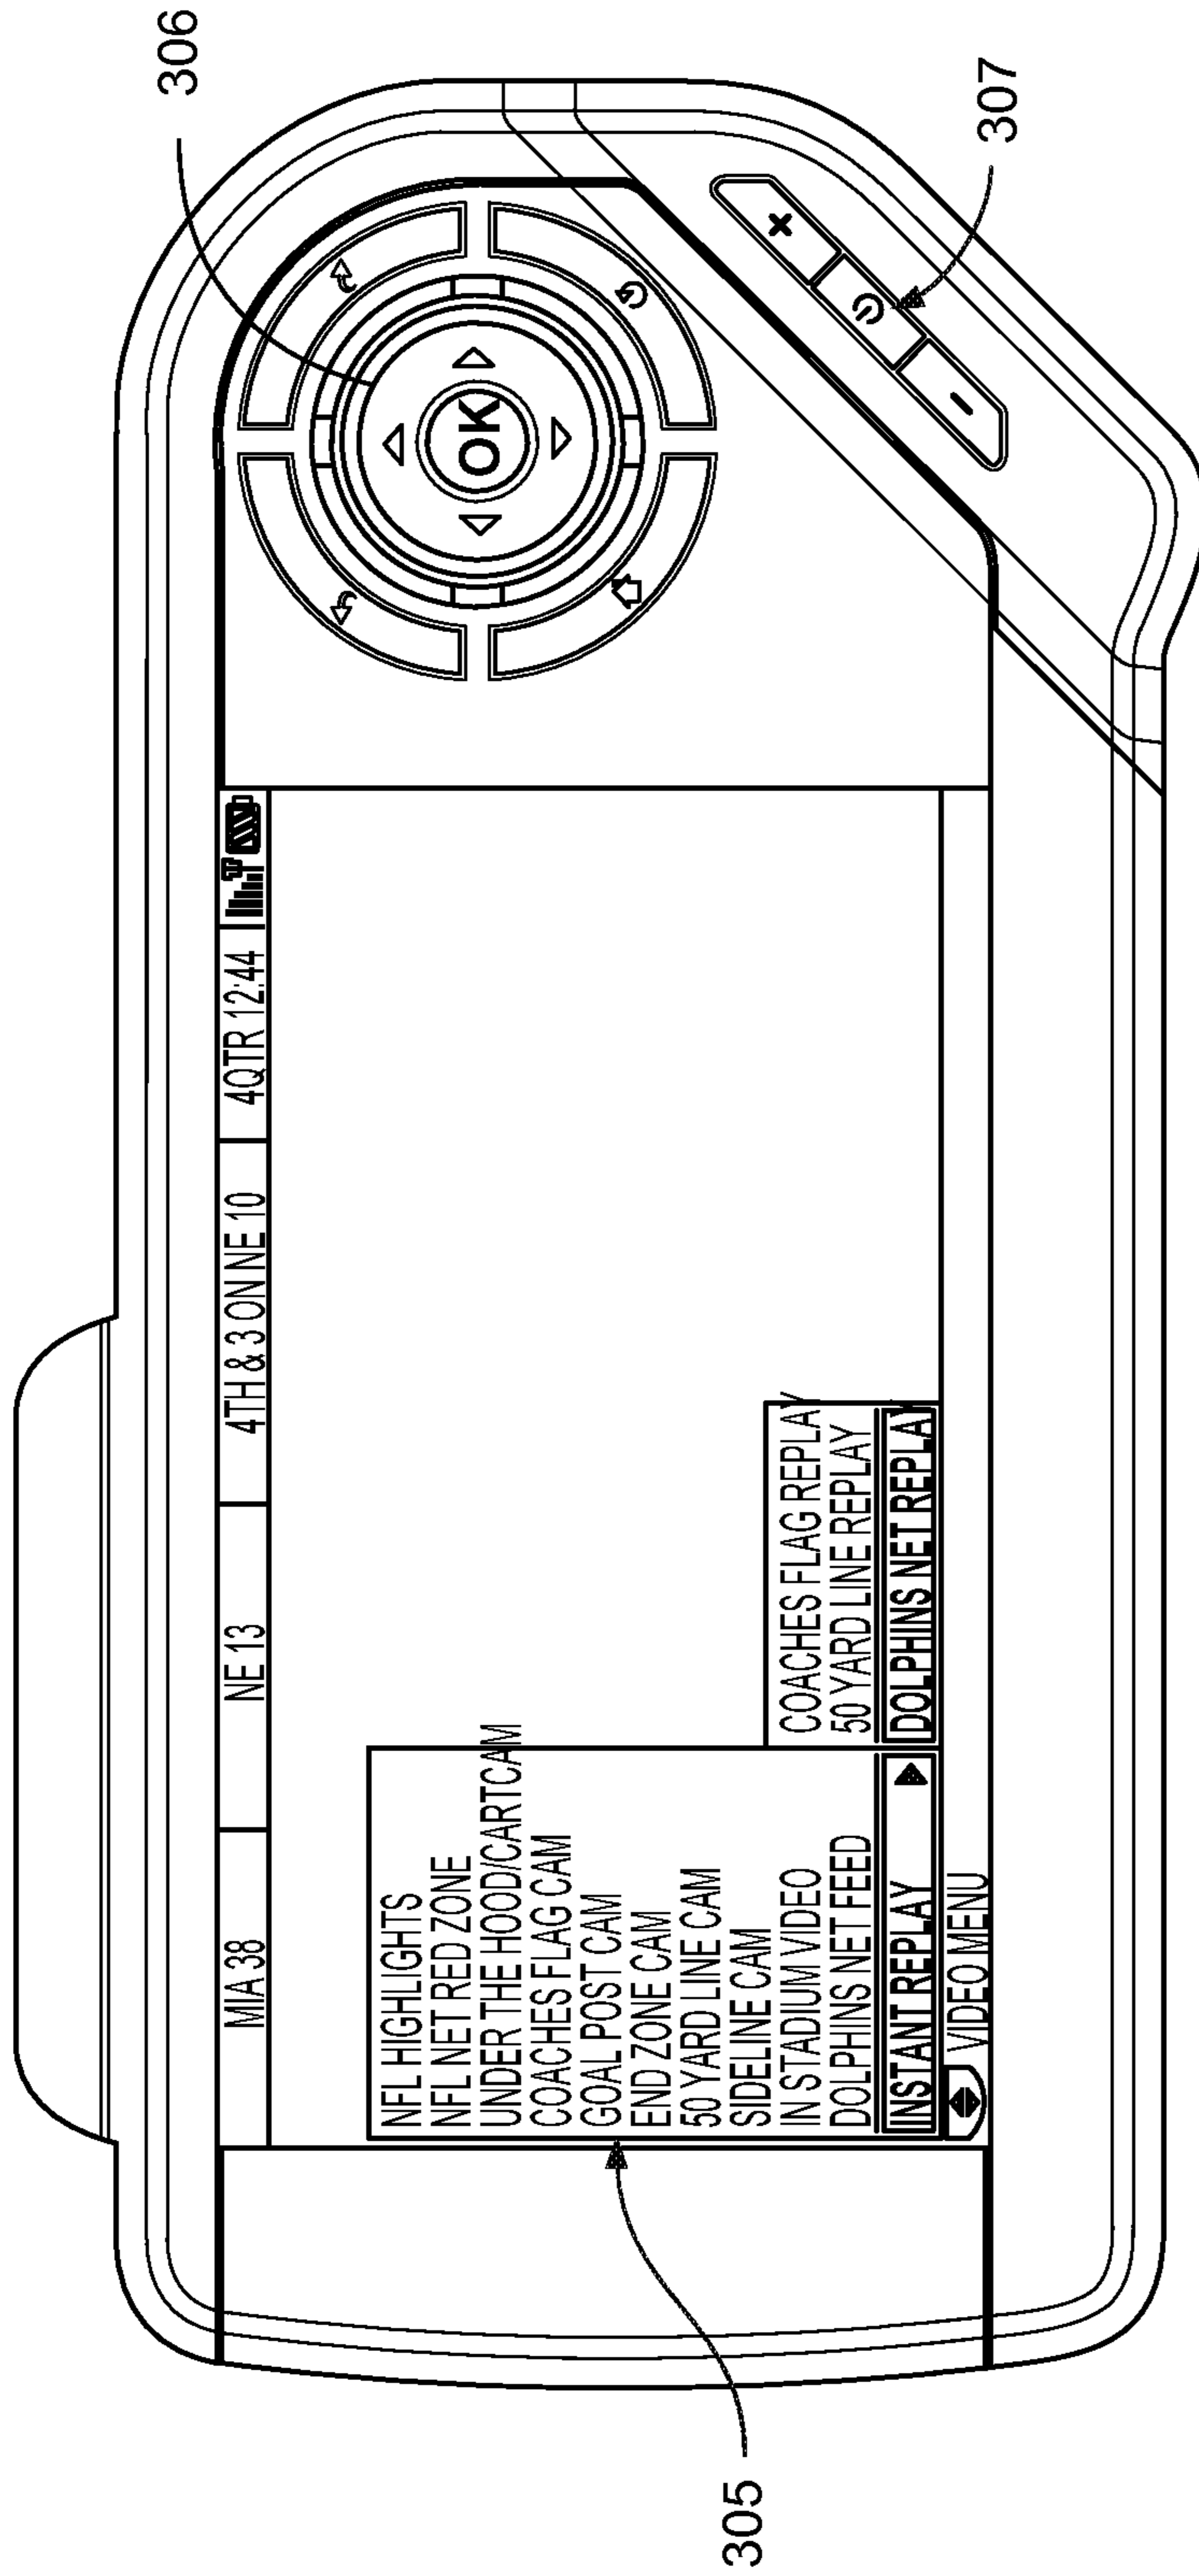 306
MIA 38
NE 13
4TH & 3 ON NE 10
4QTR 12:44
NFL HIGHLIGHTS
NFL NET RED ZONE
UNDER THE HOOD/CARTCAM
COACHES FLAG CAM
GOAL POST CAM
END ZONE CAM
50 YARD LINE CAM
SIDELINE CAM
IN STADIUM VIDEO
DOLPHINS NET FEED
INSTANT REPLAY
COACHES FLAG REPLAY
50 YARD LINE REPLAY
DOLPHINS NET REPLAY
VIDEO MENU
OK
+
-
307
305